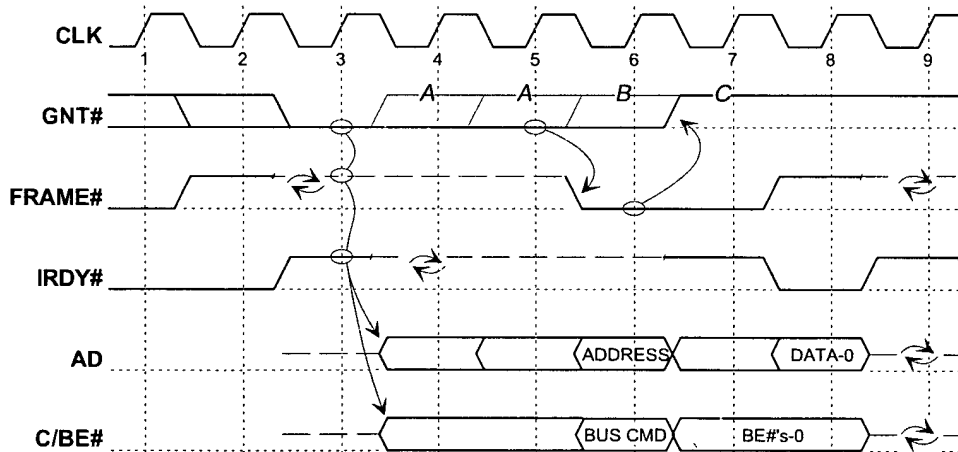 CLK
1 2 3 4 5 6 7 8 9
GNT# A A B C
FRAME#
IRDY#
AD ADDRESS DATA-0
C/BE# BUS CMD BE#'s-0